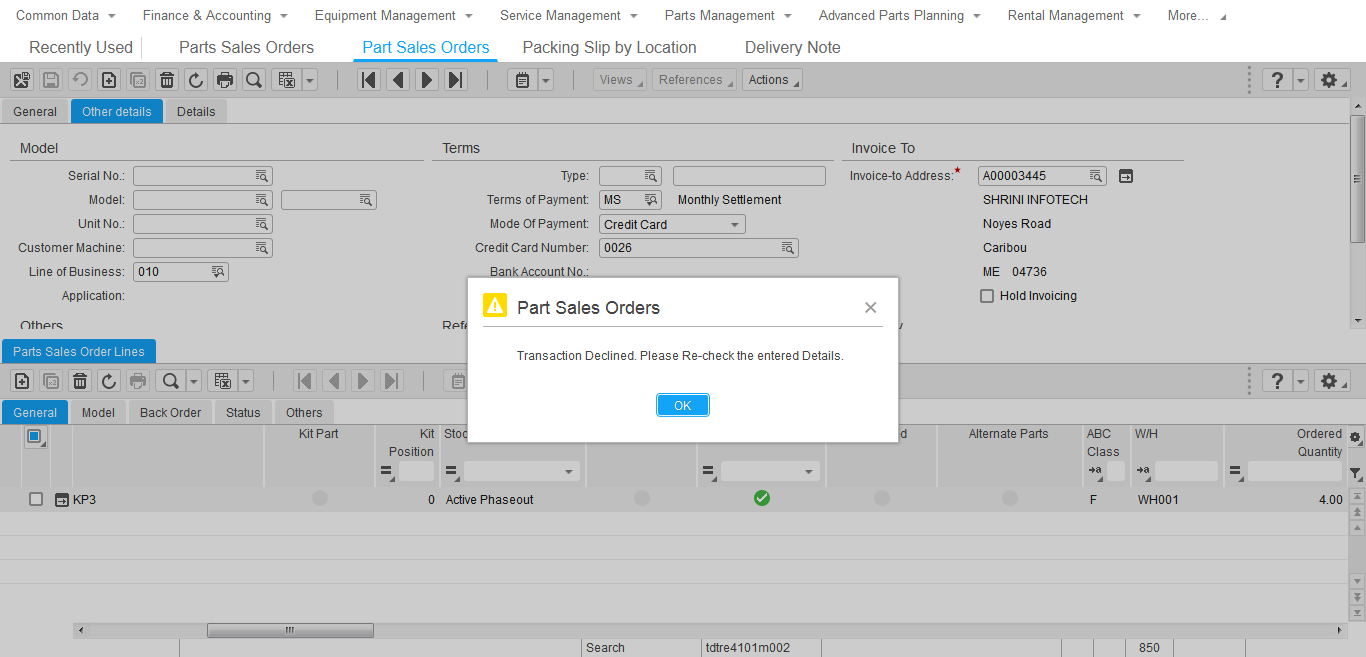 Common Data Finance & Accounting Equipment Management Service Management Parts Management Advanced Parts Planning Rental Management More...
Recently Used Parts Sales Orders Part Sales Orders Packing Slip by Location Delivery Note
Views References Actions ?
General Other details Details
Model Terms Invoice To
Serial No.: Type: Invoice-to Address:* A00003445
Model: Terms of Payment: MS Monthly Settlement SHRINI INFOTECH
Unit No.: Mode Of Payment: Credit Card Noyes Road
Customer Machine: Credit Card Number: 0026 Caribou
Line of Business: 010 Bank Account No.: ME 04736
Application: Hold Invoicing
Part Sales Orders
Transaction Declined. Please Re-check the entered Details.
OK
Others
Parts Sales Order Lines
?
General Model Back Order Status Others
Kit Part Kit Position Alternate Parts ABC Class W/H Ordered Quantity
KP3 0 Active Phaseout F WH001 4.00
Search tdtre4101m002 850